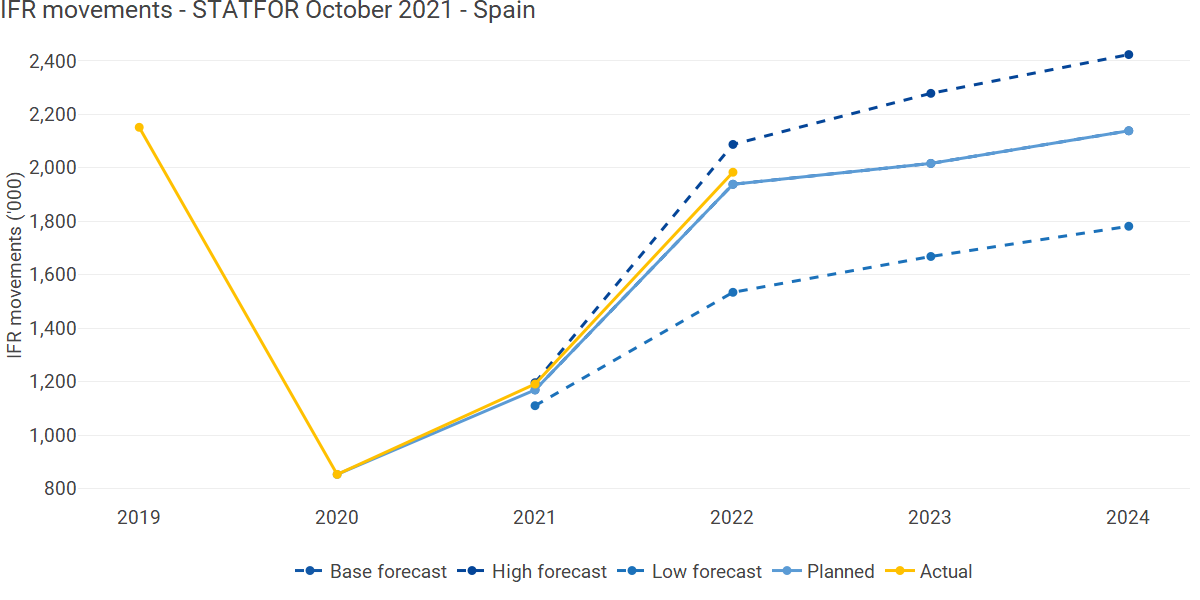 IFR movements - STATFOR October 2021 - Spain
IFR movements ('000)
2,400
2,200
2,000
1,800
1,600
1,400
1,200
1,000
800
2019 2020 2021 2022 2023 2024
Base forecast High forecast Low forecast Planned Actual